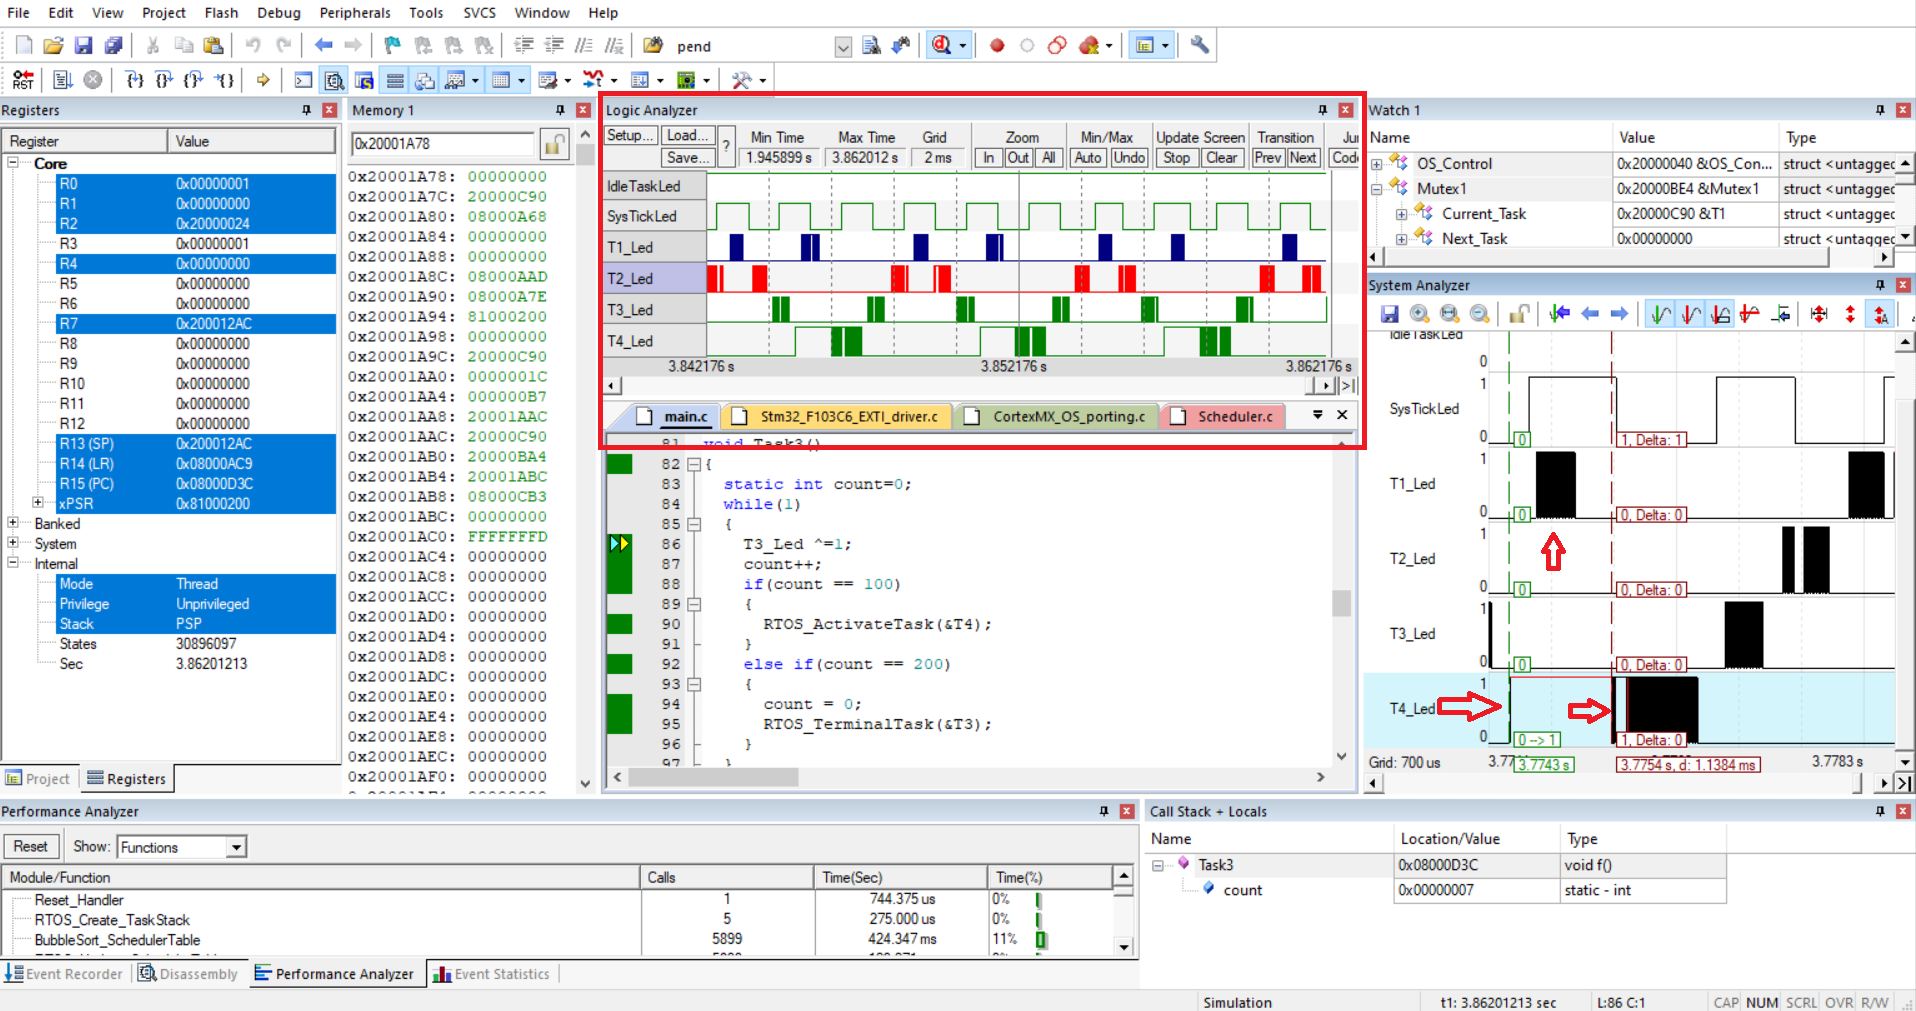 File Edit View Project Flash Debug Peripherals Tools SVCS Window Help
pend
RST
Registers
Register Value
Core
R0 0x00000001
R1 0x00000000
R2 0x20000024
R3 0x00000001
R4 0x00000000
R5 0x00000000
R6 0x00000000
R7 0x200012AC
R8 0x00000000
R9 0x00000000
R10 0x00000000
R11 0x00000000
R12 0x00000000
R13 (SP) 0x200012AC
R14 (LR) 0x08000AC9
R15 (PC) 0x08000D3C
xPSR 0x81000200
Banked
System
Internal
Mode Thread
Privilege Unprivileged
Stack PSP
States 30896097
Sec 3.86201213
Project Registers
Memory 1
0x20001A78
0x20001A78: 00000000
0x20001A7C: 20000C90
0x20001A80: 08000A68
0x20001A84: 00000000
0x20001A88: 00000000
0x20001A8C: 08000AAD
0x20001A90: 08000A7E
0x20001A94: 81000200
0x20001A98: 00000000
0x20001A9C: 20000C90
0x20001AA0: 0000001C
0x20001AA4: 000000B7
0x20001AA8: 20001AAC
0x20001AAC: 20000C90
0x20001AB0: 20000BA4
0x20001AB4: 20001ABC
0x20001AB8: 08000CB3
0x20001ABC: 00000000
0x20001AC0: FFFFFFFD
0x20001AC4: 00000000
0x20001AC8: 00000000
0x20001ACC: 00000000
0x20001AD0: 00000000
0x20001AD4: 00000000
0x20001AD8: 00000000
0x20001ADC: 00000000
0x20001AE0: 00000000
0x20001AE4: 00000000
0x20001AE8: 00000000
0x20001AEC: 00000000
0x20001AF0: 00000000
Logic Analyzer
Setup... Load... Save... ?
Min Time Max Time Grid Zoom Min/Max Update Screen Transition Ju
1.945899 s 3.862012 s 2 ms In Out All Auto Undo Stop Clear Prev Next Code
IdleTaskLed
SysTickLed
T1_Led
T2_Led
T3_Led
T4_Led
3.842176 s 3.852176 s 3.862176 s
main.c Stm32_F103C6_EXTI_driver.c CortexMX_OS_porting.c Scheduler.c
81 void Task3()
82 {
83 static int count=0;
84 while(1)
85 {
86 T3_Led ^=1;
87 count++;
88 if(count == 100)
89 {
90 RTOS_ActivateTask(&T4);
91 }
92 else if(count == 200)
93 {
94 count = 0;
95 RTOS_TerminalTask(&T3);
96 }
97 }
Watch 1
Name Value Type
OS_Control 0x20000040 &OS_Con... struct <untagged
Mutex1 0x20000BE4 &Mutex1 struct <untagged
Current_Task 0x20000C90 &T1 struct <untagged
Next_Task 0x00000000 struct <untagged
System Analyzer
IdleTaskLed 0
SysTickLed 1 0 0 1, Delta: 1
T1_Led 1 0 0 0, Delta: 0
T2_Led 1 0 0 0, Delta: 0
T3_Led 1 0 0 0, Delta: 0
T4_Led 1 0 0 --> 1 1, Delta: 0
Grid: 700 us 3.77 3.7743 s 3.7754 s, d: 1.1384 ms 3.7783 s
Performance Analyzer
Reset Show: Functions
Module/Function Calls Time(Sec) Time(%)
Reset_Handler 1 744.375 us 0%
RTOS_Create_TaskStack 5 275.000 us 0%
BubbleSort_SchedulerTable 5899 424.347 ms 11%
Event Recorder Disassembly Performance Analyzer Event Statistics
Call Stack + Locals
Name Location/Value Type
Task3 0x08000D3C void f()
count 0x00000007 static - int
Simulation t1: 3.86201213 sec L:86 C:1 CAP NUM SCRL OVR R/W